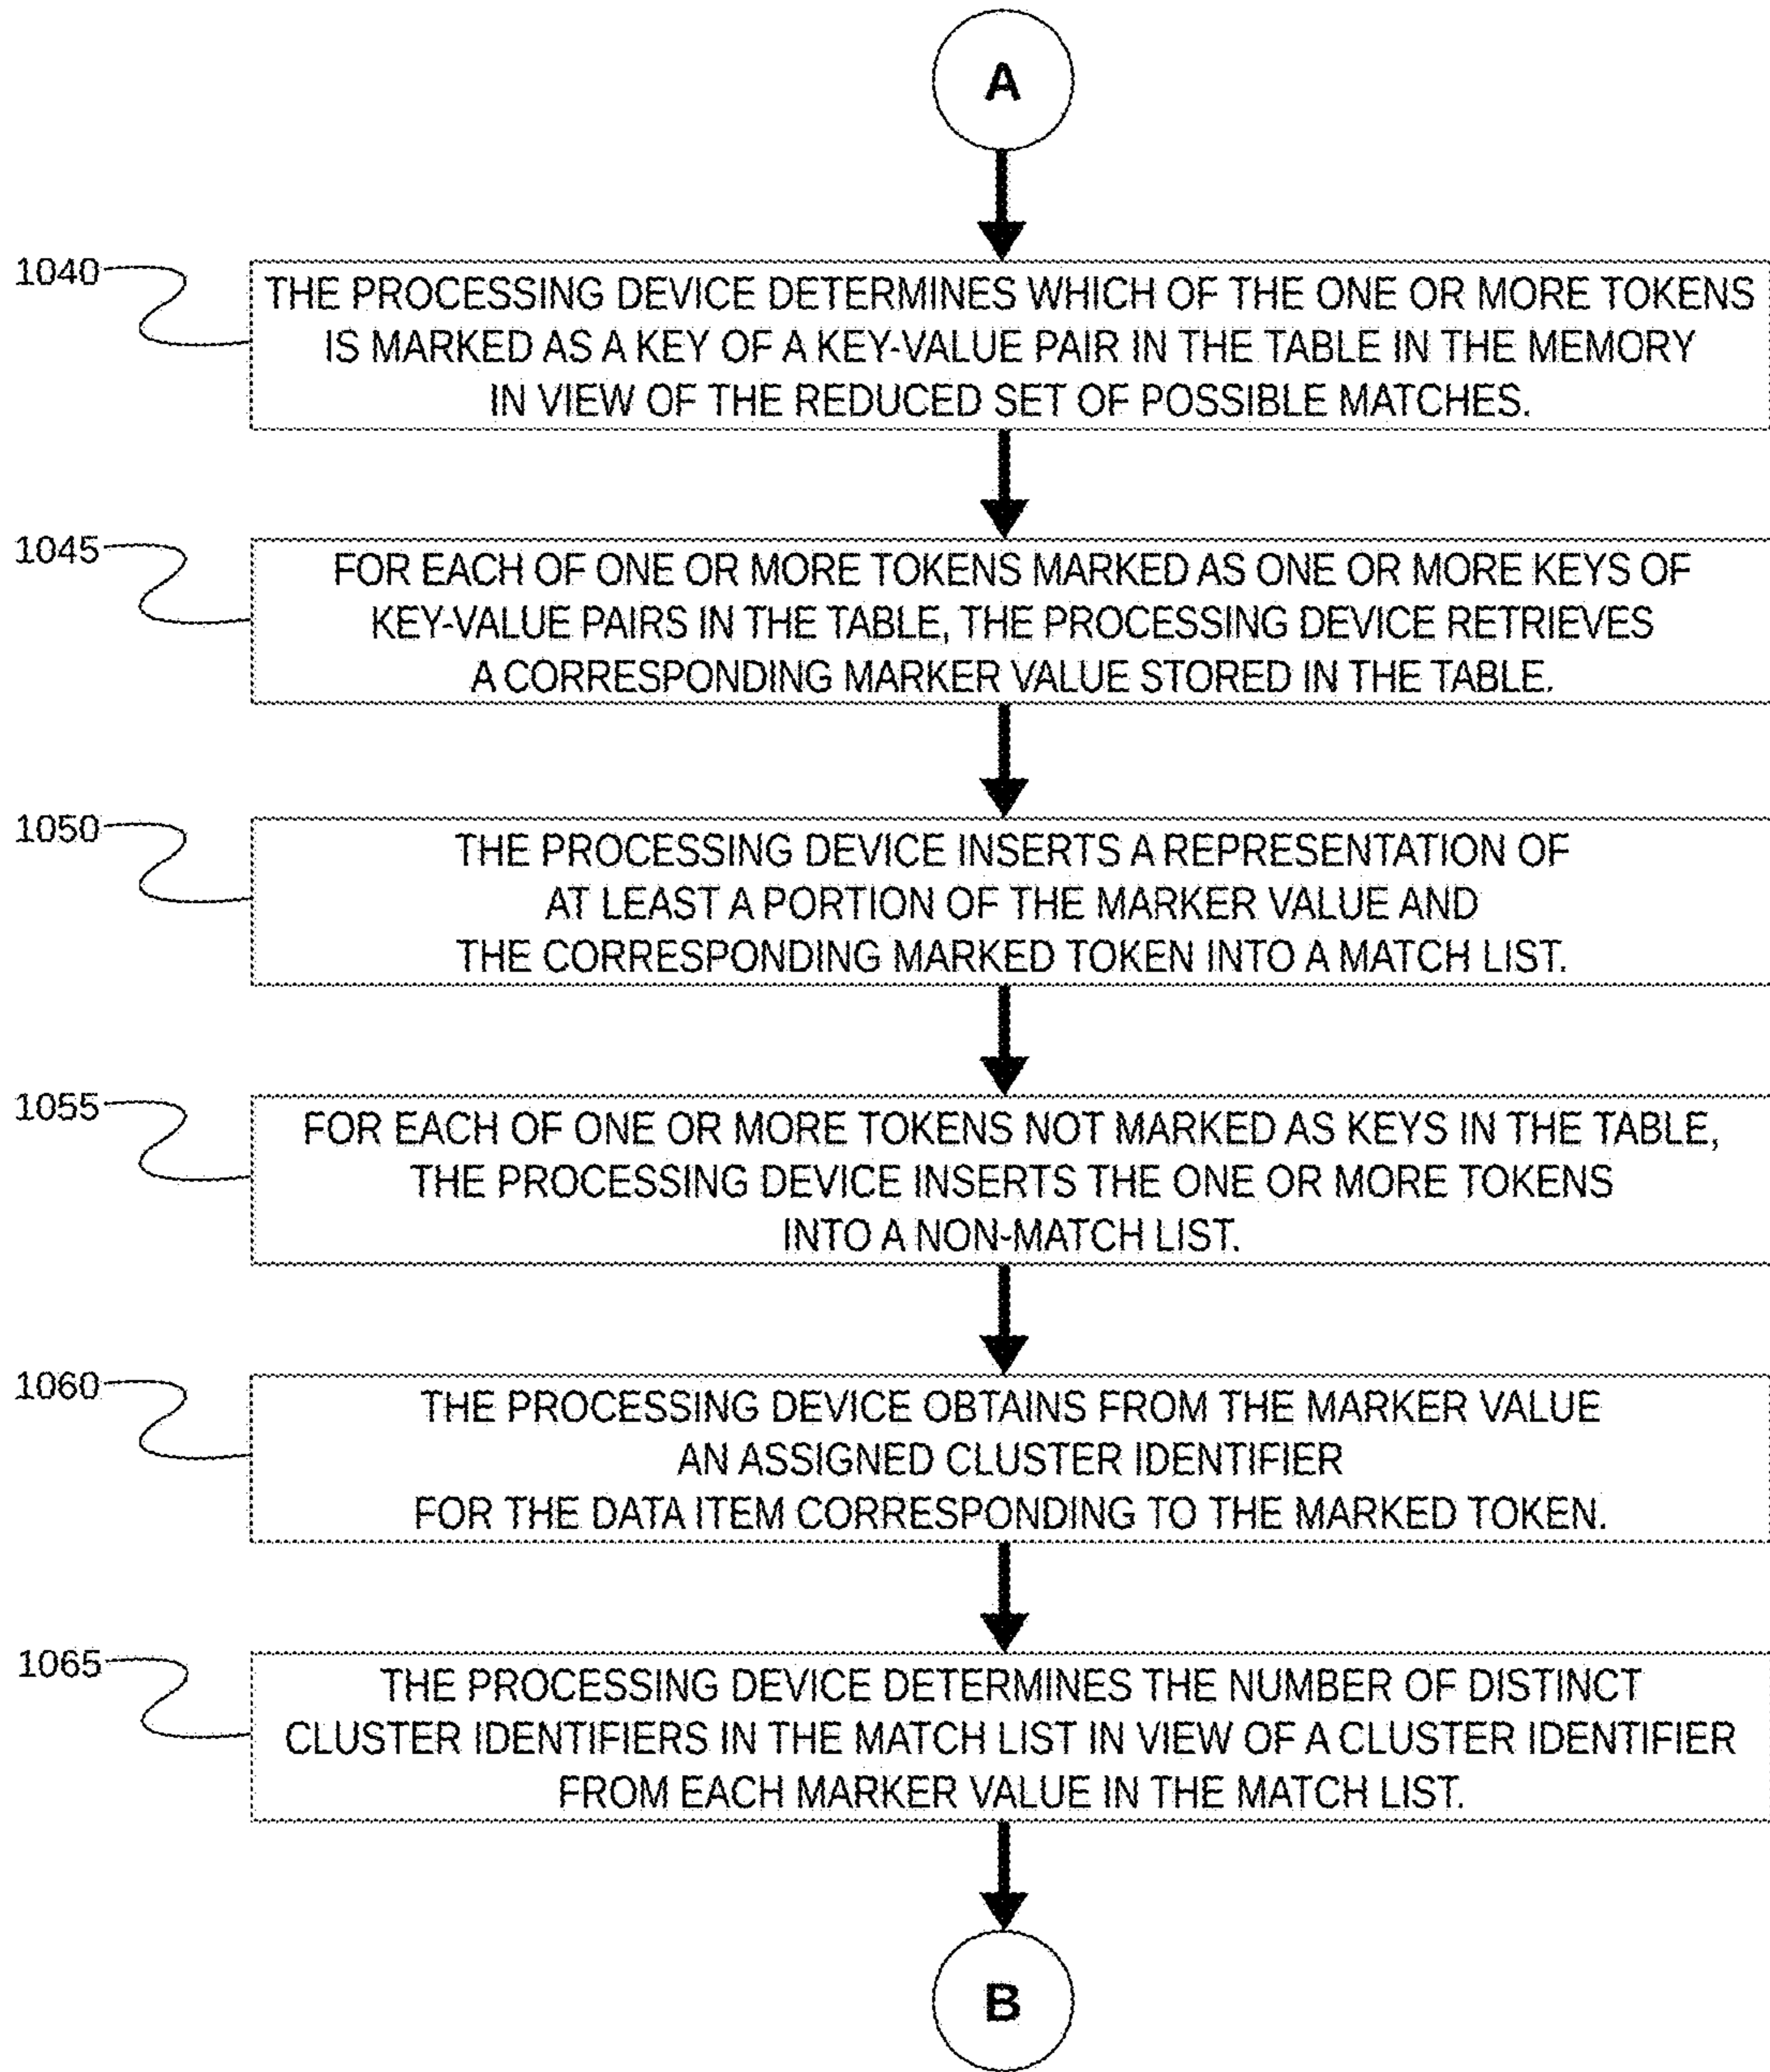 A
1040
THE PROCESSING DEVICE DETERMINES WHICH OF THE ONE OR MORE TOKENS
IS MARKED AS A KEY OF A KEY-VALUE PAIR IN THE TABLE IN THE MEMORY
IN VIEW OF THE REDUCED SET OF POSSIBLE MATCHES.
1045
FOR EACH OF ONE OR MORE TOKENS MARKED AS ONE OR MORE KEYS OF
KEY-VALUE PAIRS IN THE TABLE, THE PROCESSING DEVICE RETRIEVES
A CORRESPONDING MARKER VALUE STORED IN THE TABLE.
1050
THE PROCESSING DEVICE INSERTS A REPRESENTATION OF
AT LEAST A PORTION OF THE MARKER VALUE AND
THE CORRESPONDING MARKED TOKEN INTO A MATCH LIST.
1055
FOR EACH OF ONE OR MORE TOKENS NOT MARKED AS KEYS IN THE TABLE,
THE PROCESSING DEVICE INSERTS THE ONE OR MORE TOKENS
INTO A NON-MATCH LIST.
1060
THE PROCESSING DEVICE OBTAINS FROM THE MARKER VALUE
AN ASSIGNED CLUSTER IDENTIFIER
FOR THE DATA ITEM CORRESPONDING TO THE MARKED TOKEN.
1065
THE PROCESSING DEVICE DETERMINES THE NUMBER OF DISTINCT
CLUSTER IDENTIFIERS IN THE MATCH LIST IN VIEW OF A CLUSTER IDENTIFIER
FROM EACH MARKER VALUE IN THE MATCH LIST.
B